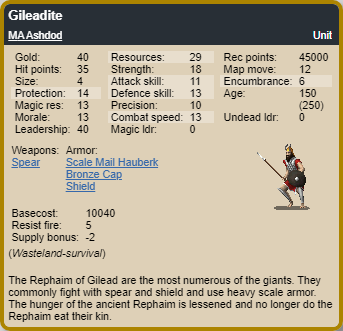 Gileadite
MA Ashdod Unit
Gold: 40 Resources: 29 Rec points: 45000
Hit points: 35 Strength: 18 Map move: 12
Size: 4 Attack skill: 11 Encumbrance: 6
Protection: 14 Defence skill: 13 Age: 150
Magic res: 13 Precision: 10 (250)
Morale: 13 Combat speed: 13 Undead ldr: 0
Leadership: 40 Magic ldr: 0
Weapons: Armor:
Spear Scale Mail Hauberk
Bronze Cap
Shield
Basecost: 10040
Resist fire: 5
Supply bonus: -2
(Wasteland-survival)
The Rephaim of Gilead are the most numerous of the giants. They
commonly fight with spear and shield and use heavy scale armor.
The hunger of the ancient Rephaim is lessened and no longer do the
Rephaim eat their kin.